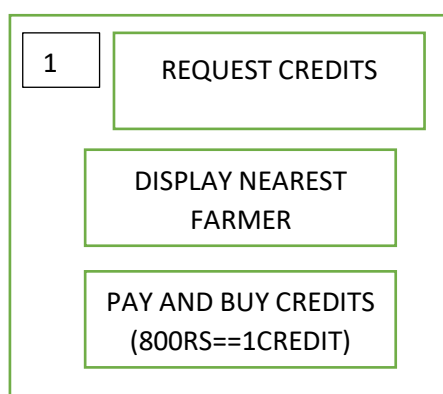 1
REQUEST CREDITS
DISPLAY NEAREST
FARMER
PAY AND BUY CREDITS
(800RS==1CREDIT)